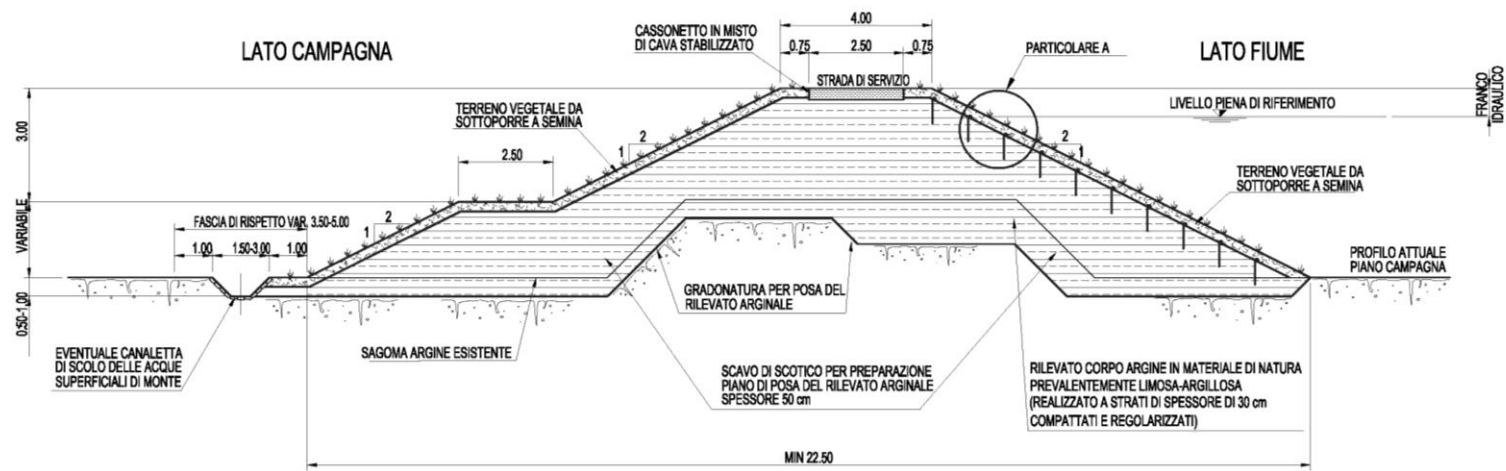 4.00
CASSONETTO IN MISTO
DI CAVA STABILIZZATO
0.75
2.50
0.75
PARTICOLARE A
LATO CAMPAGNA
LATO FIUME
STRADA DI SERVIZIO
FRANCO
IDRAULICO
LIVELLO PIENA DI RIFERIMENTO
TERRENO VEGETALE DA
SOTTOPORRE A SEMINA
3.00
2
1
2
1
2.50
TERRENO VEGETALE DA
SOTTOPORRE A SEMINA
VARIABILE
FASCIA DI RISPETTO VAR. 3.50-5.00
2
1
1.00
1.50-3.00
1.00
PROFILO ATTUALE
PIANO CAMPAGNA
0.50-1.00
GRADONATURA PER POSA DEL
RILEVATO ARGINALE
EVENTUALE CANALETTA
DI SCOLO DELLE ACQUE
SUPERFICIALI DI MONTE
SAGOMA ARGINE ESISTENTE
SCAVO DI SCOTICO PER PREPARAZIONE
PIANO DI POSA DEL RILEVATO ARGINALE
SPESSORE 50 cm
RILEVATO CORPO ARGINE IN MATERIALE DI NATURA
PREVALENTEMENTE LIMOSA-ARGILLOSA
(REALIZZATO A STRATI DI SPESSORE DI 30 cm
COMPATTATI E REGOLARIZZATI)
MIN 22.50